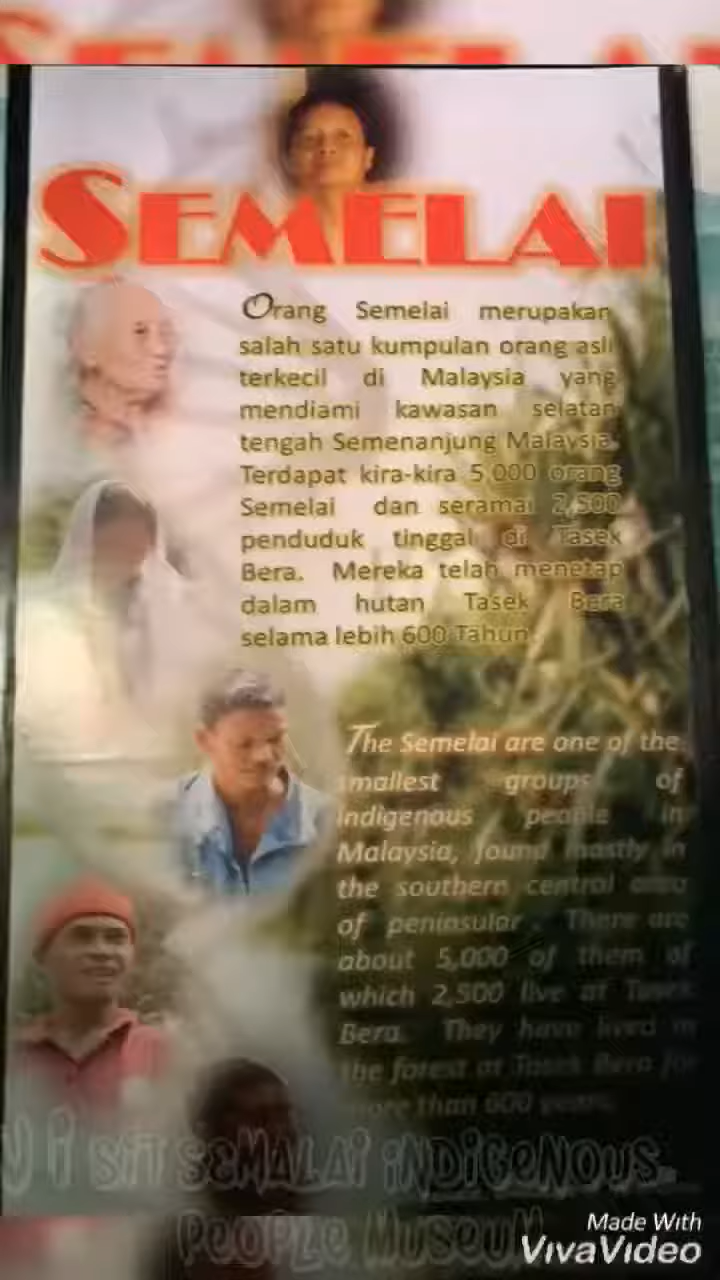 SEMELAI
Orang Semelai merupakan
salah satu kumpulan orang asli
terkecil di Malaysia yang
mendiami kawasan selatan
tengah Semenanjung Malaysia.
Terdapat kira-kira 5,000 orang
Semelai dan seramai 2,500
penduduk tinggal di Tasek
Bera. Mereka telah menetap
dalam hutan Tasek Bera
selama lebih 600 Tahun.
The Semelai are one of the
smallest groups of
indigenous people in
Malaysia, found mostly in
the southern central area
of peninsular. There are
about 5,000 of them of
which 2,500 live at Tasek
Bera. They have lived in
the forest at Tasek Bera for
more than 600 years.
SEMALAI INDIGENOUS
PEOPLE MUSEUM
Made With
VivaVideo